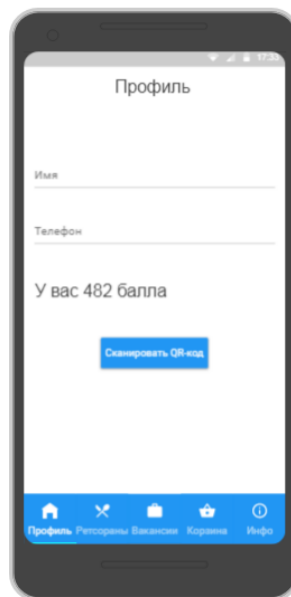 17:33
Профиль
Имя
Телефон
У вас 482 балла
Сканировать QR-код
Профиль Ретсораны Вакансии Корзина Инфо